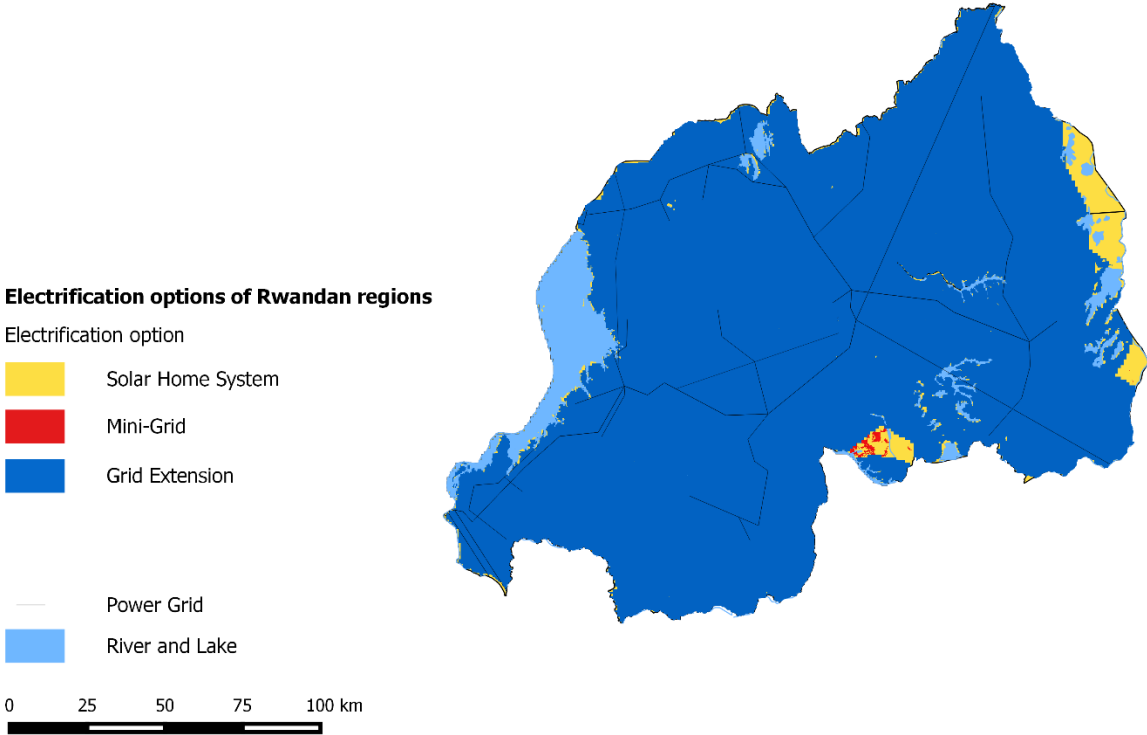 Electrification options of Rwandan regions
Electrification option
Solar Home System
Mini-Grid
Grid Extension
Power Grid
River and Lake
0 25 50 75 100 km